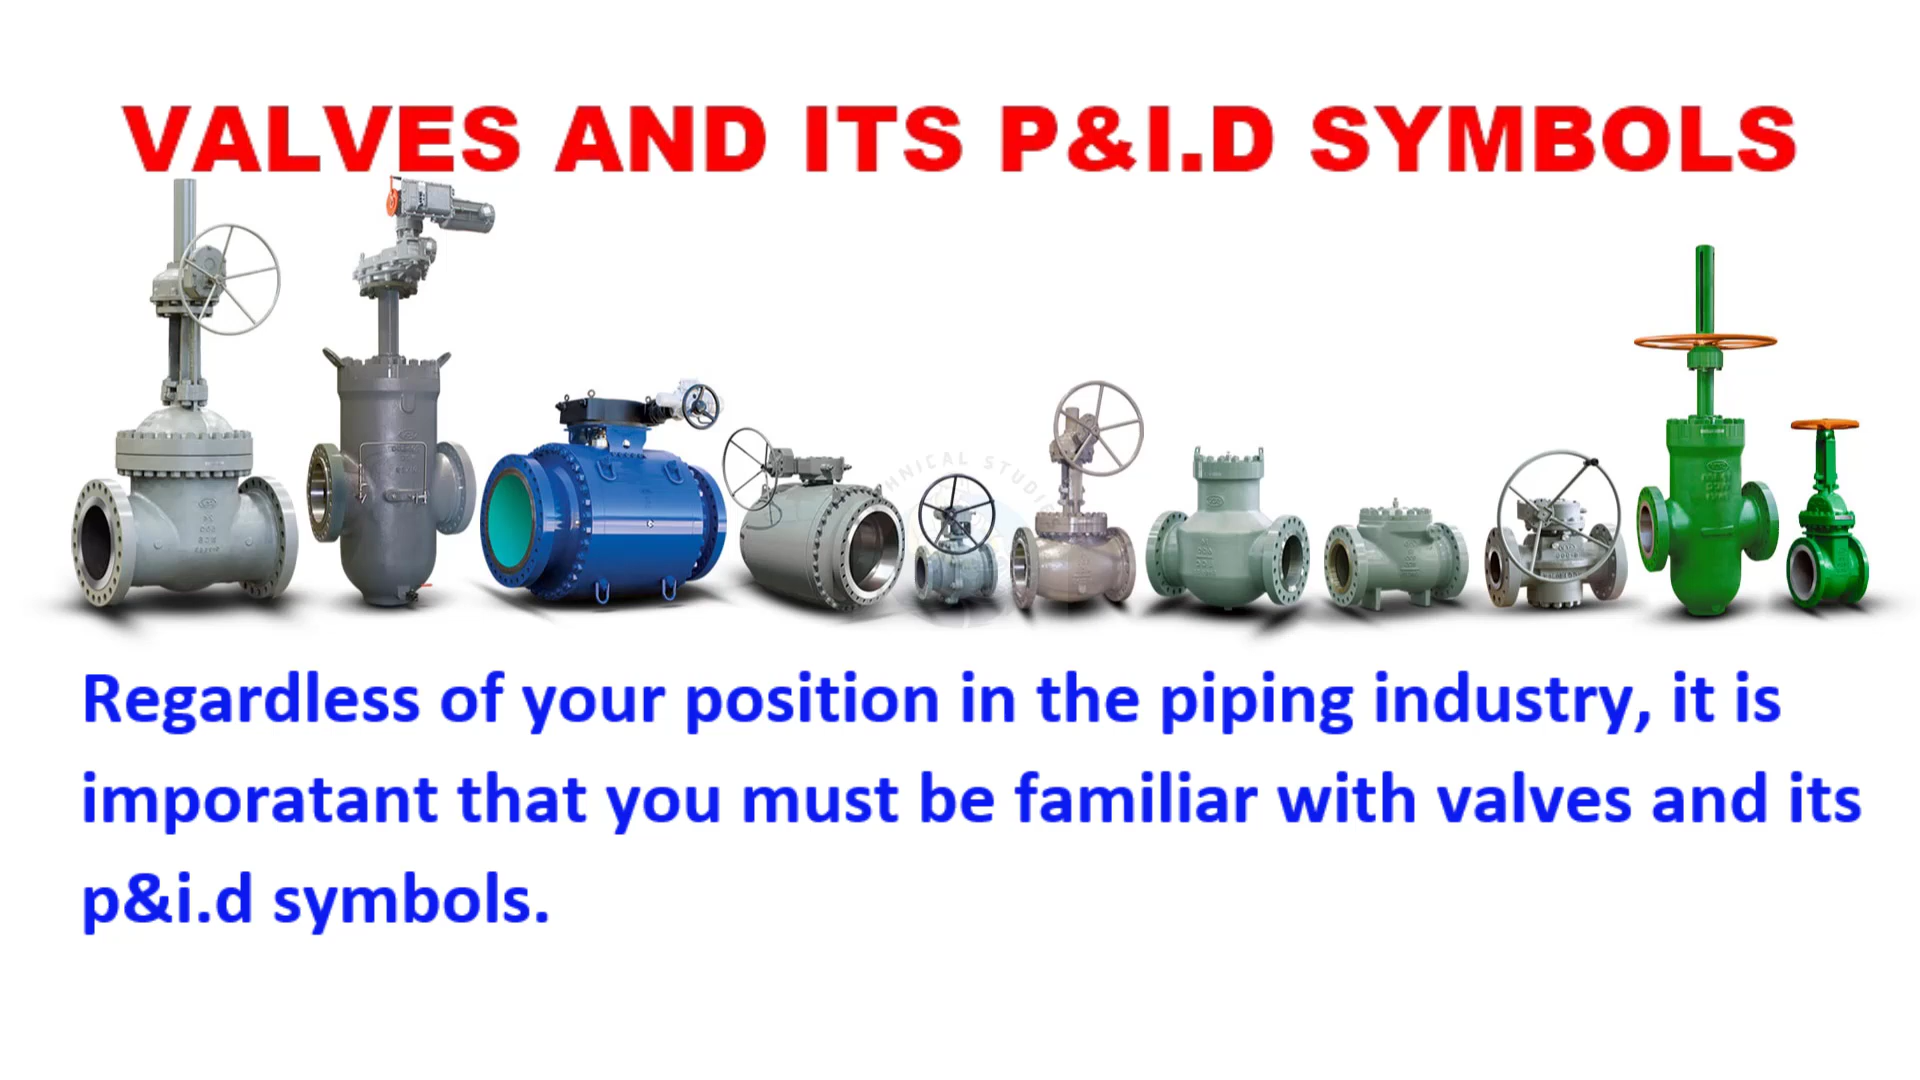 VALVES AND ITS P&I.D SYMBOLS
Regardless of your position in the piping industry, it is
imporatant that you must be familiar with valves and its
p&i.d symbols.